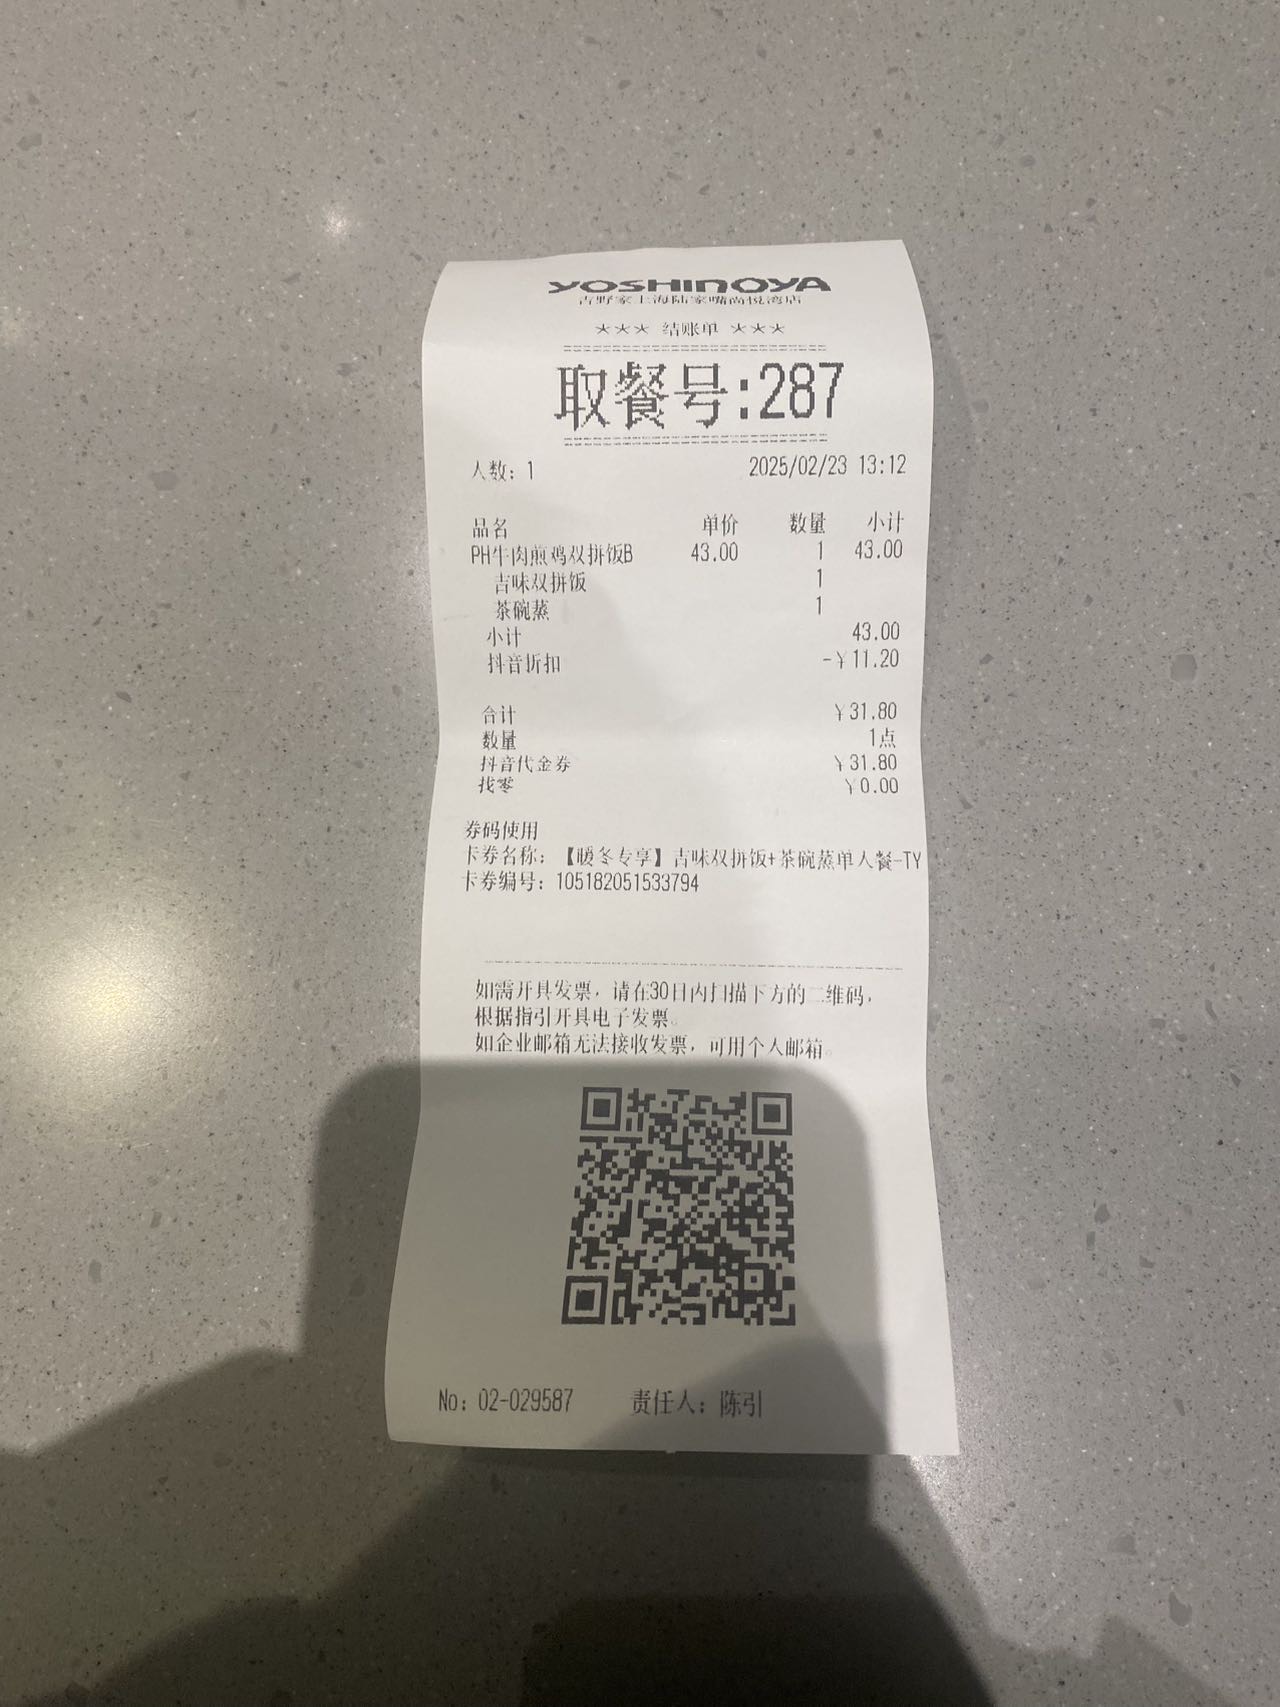 YOSHINOYA
吉野家上海陆家嘴尚悦湾店
*** 结账单 ***
取餐号:287
人数: 1 2025/02/23 13:12
品名 单价 数量 小计
PH牛肉煎鸡双拼饭B 43.00 1 43.00
吉味双拼饭 1
茶碗蒸 1
小计 43.00
抖音折扣 -¥11.20
合计 ¥31.80
数量 1点
抖音代金券 ¥31.80
找零 ¥0.00
券码使用
卡券名称: 【暖冬专享】吉味双拼饭+茶碗蒸单人餐-TY
卡券编号: 105182051533794
如需开具发票，请在30日内扫描下方的二维码，
根据指引开具电子发票。
如企业邮箱无法接收发票，可用个人邮箱。
No: 02-029587 责任人: 陈引